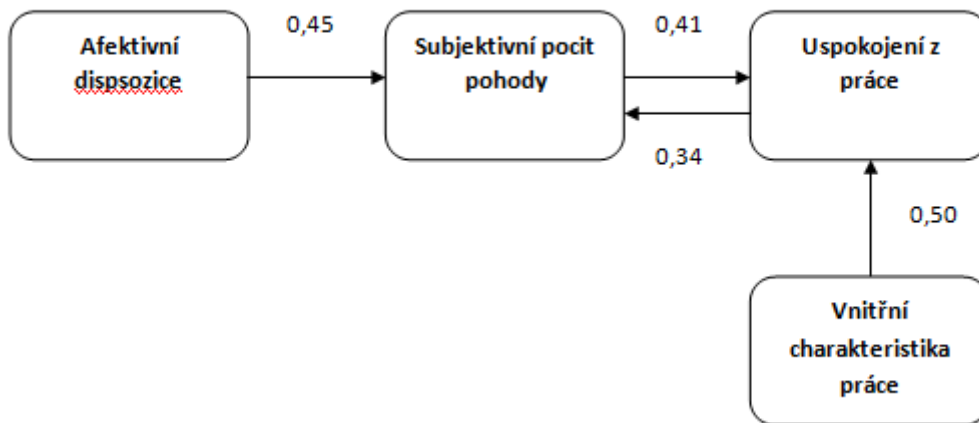 Afektivní
dispsozice
0,45
Subjektivní pocit
pohody
0,41
0,34
Uspokojení z
práce
0,50
Vnitřní
charakteristika
práce